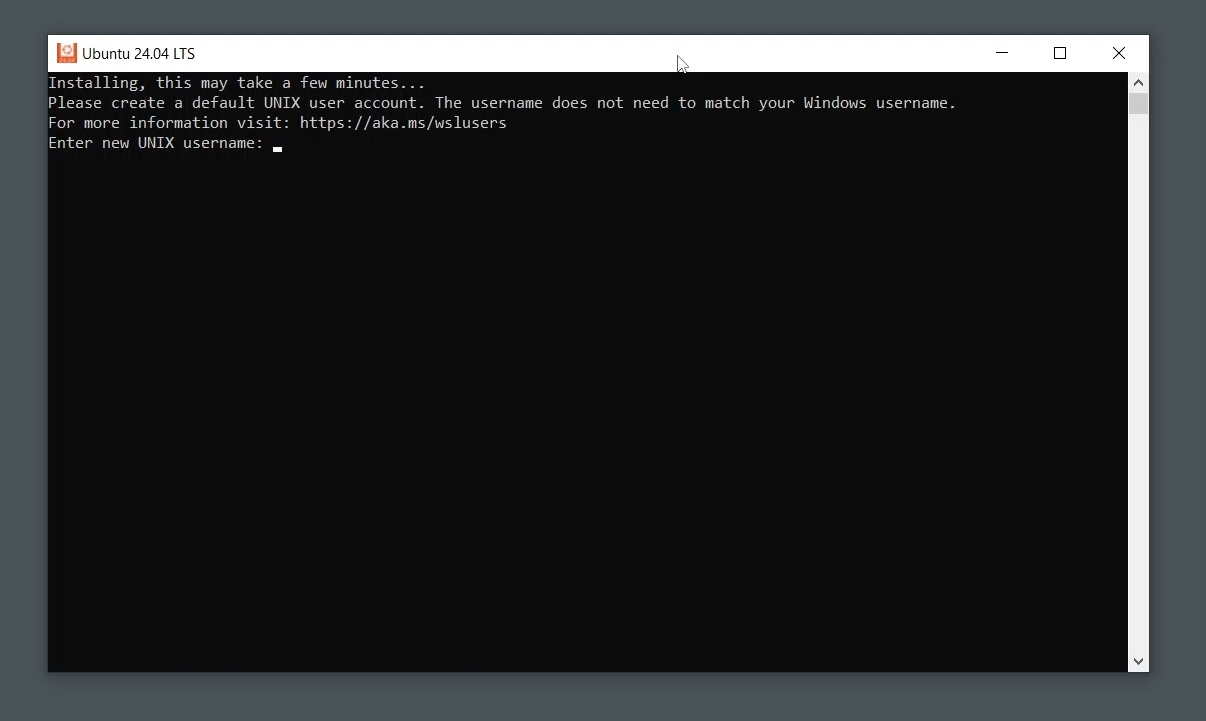 Ubuntu 24.04 LTS
Installing, this may take a few minutes...
Please create a default UNIX user account. The username does not need to match your Windows username.
For more information visit: https://aka.ms/wslusers
Enter new UNIX username: